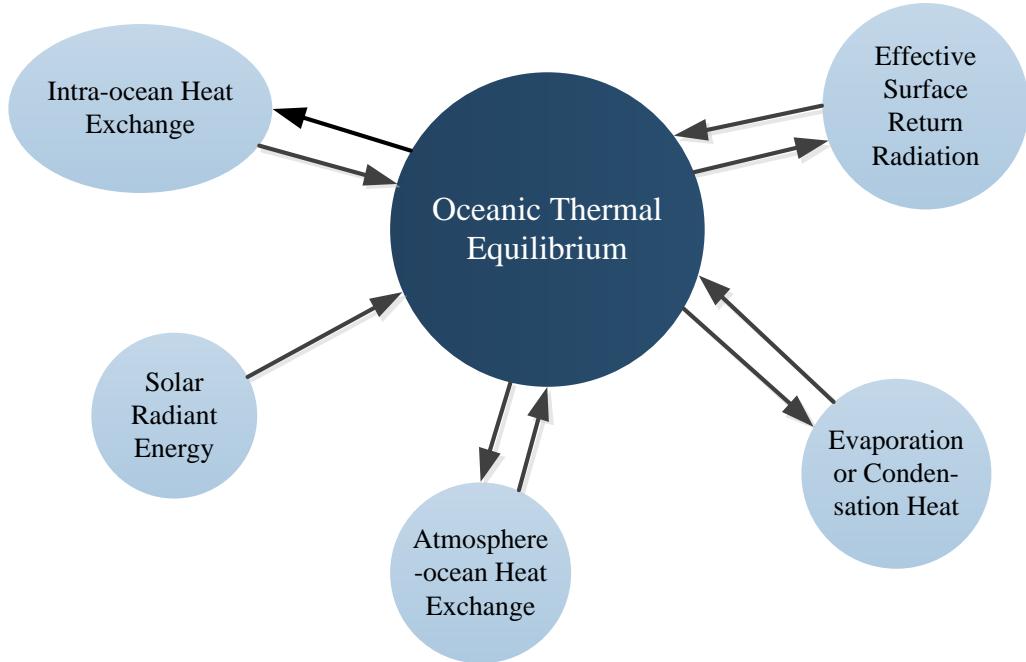 Intra-ocean Heat
Exchange
Effective
Surface
Return
Radiation
Oceanic Thermal
Equilibrium
Solar
Radiant
Energy
Atmosphere
-ocean Heat
Exchange
Evaporation
or Conden-
sation Heat